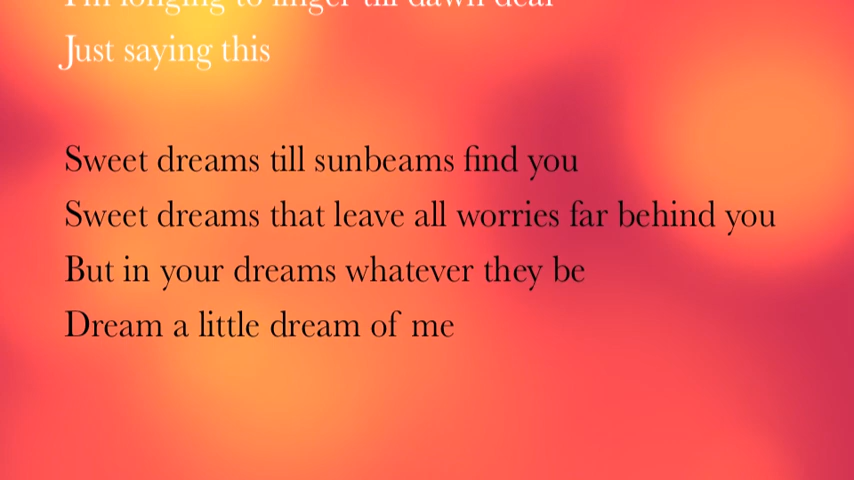 I'm longing to linger till dawn dear
Just saying this
Sweet dreams till sunbeams find you
Sweet dreams that leave all worries far behind you
But in your dreams whatever they be
Dream a little dream of me